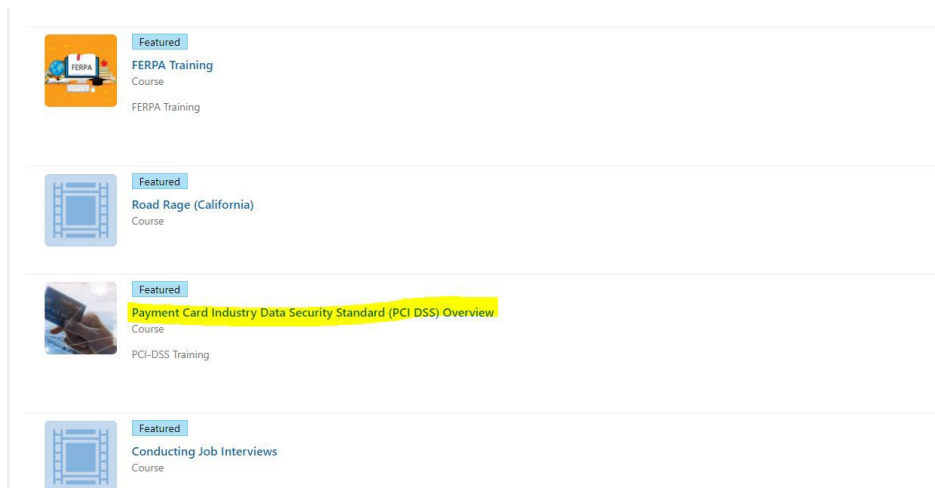 Featured
FERPA
FERPA Training
Course
FERPA Training
Featured
Road Rage (California)
Course
Featured
Payment Card Industry Data Security Standard (PCI DSS) Overview
Course
PCI-DSS Training
Featured
Conducting Job Interviews
Course